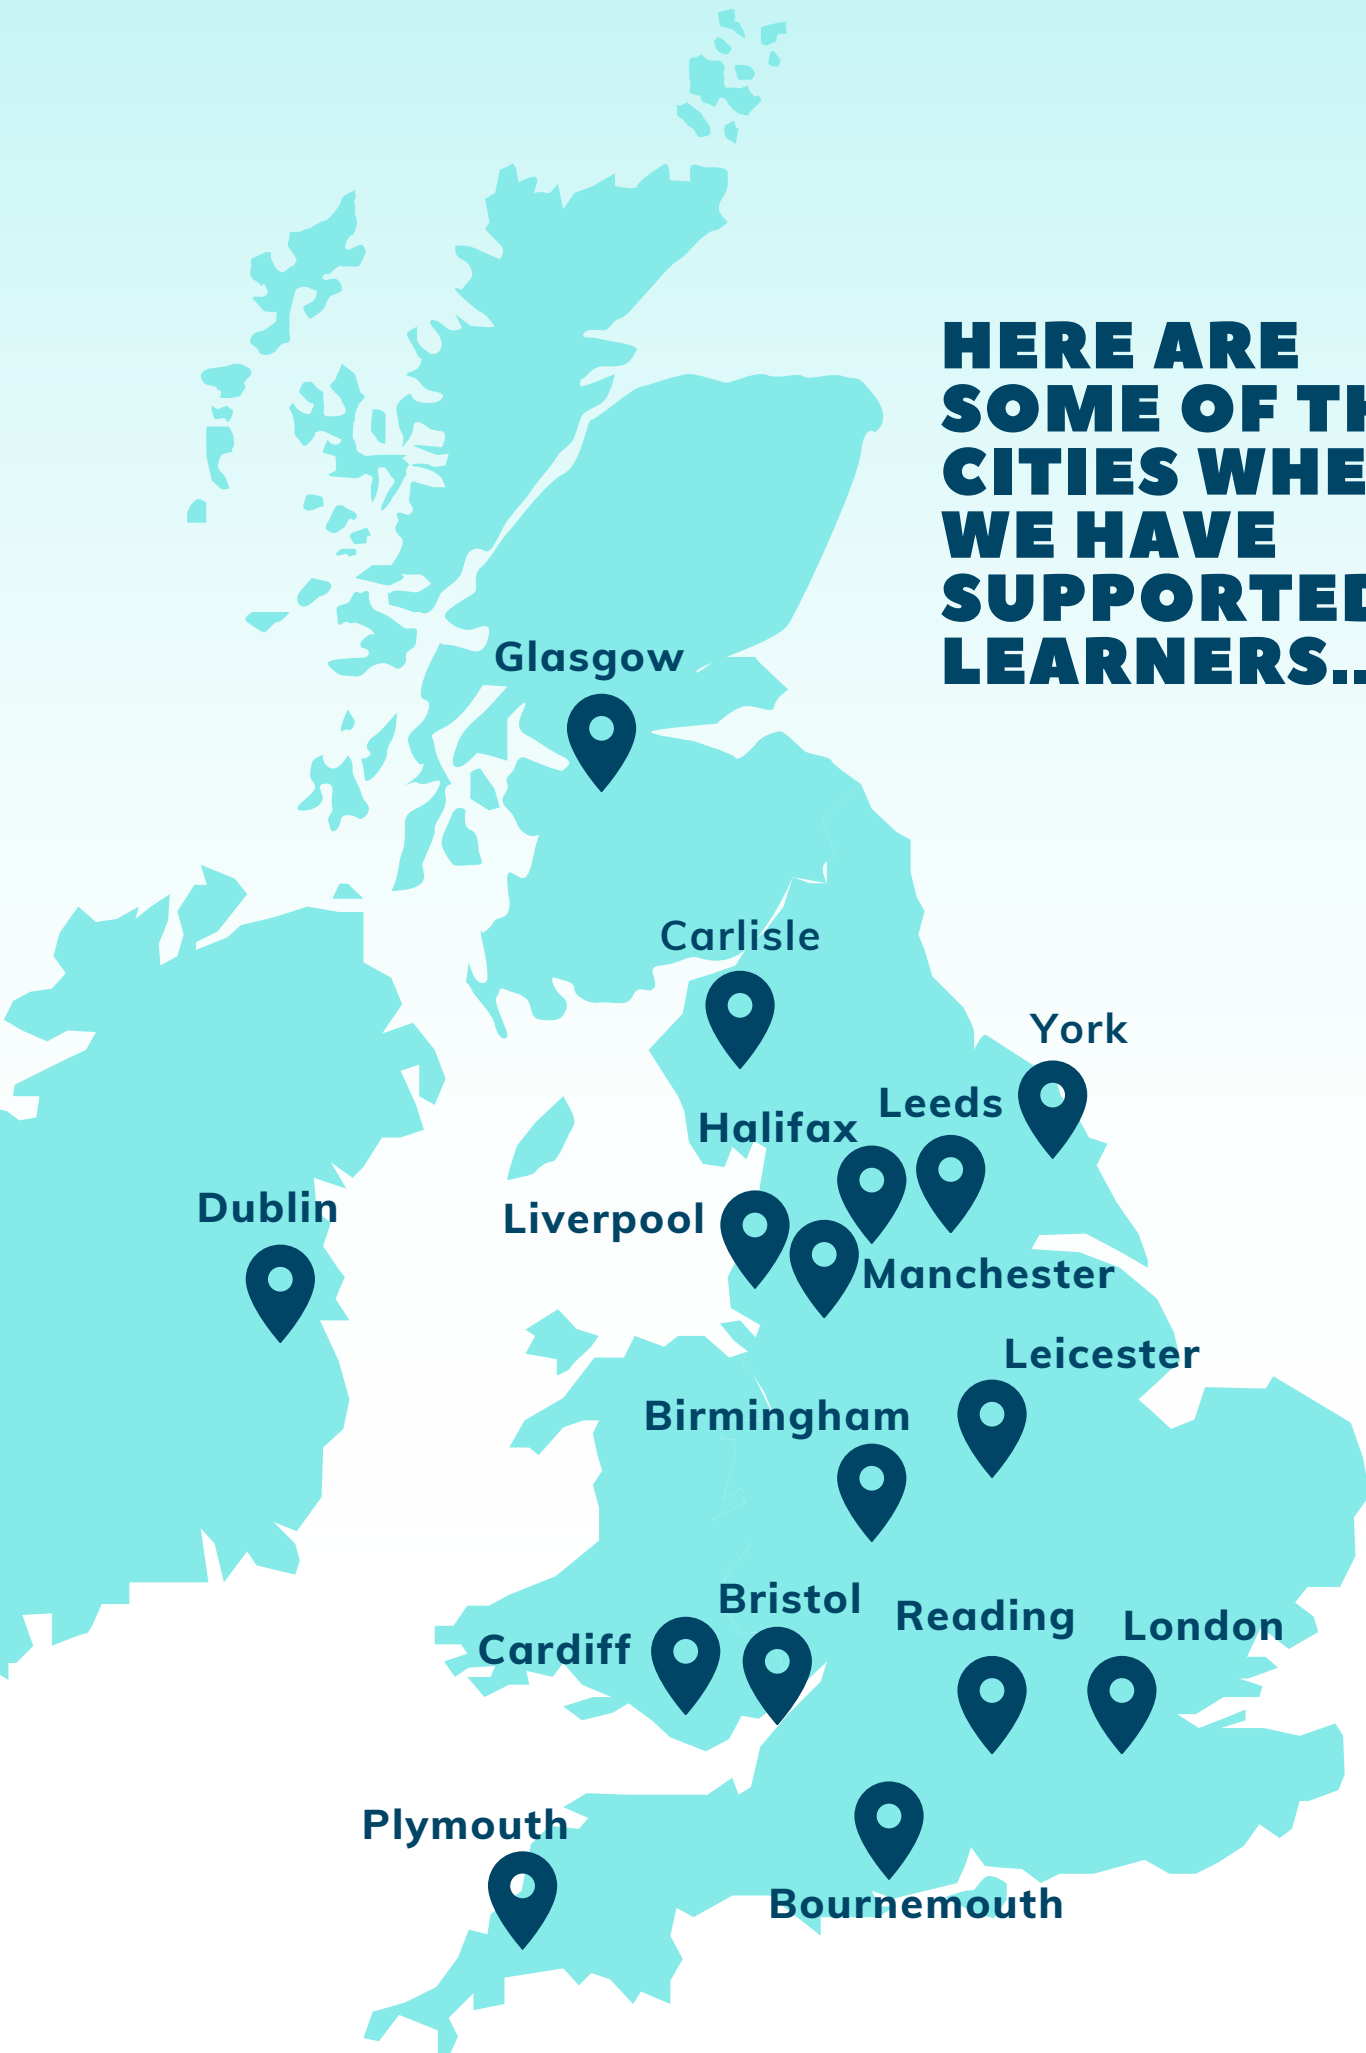 HERE ARE
SOME OF TH
CITIES WHE
WE HAVE
SUPPORTED
LEARNERS..
Glasgow
Carlisle
York
Leeds
Halifax
Dublin
Liverpool
Manchester
Leicester
Birmingham
Bristol
Reading
London
Cardiff
Plymouth
Bournemouth